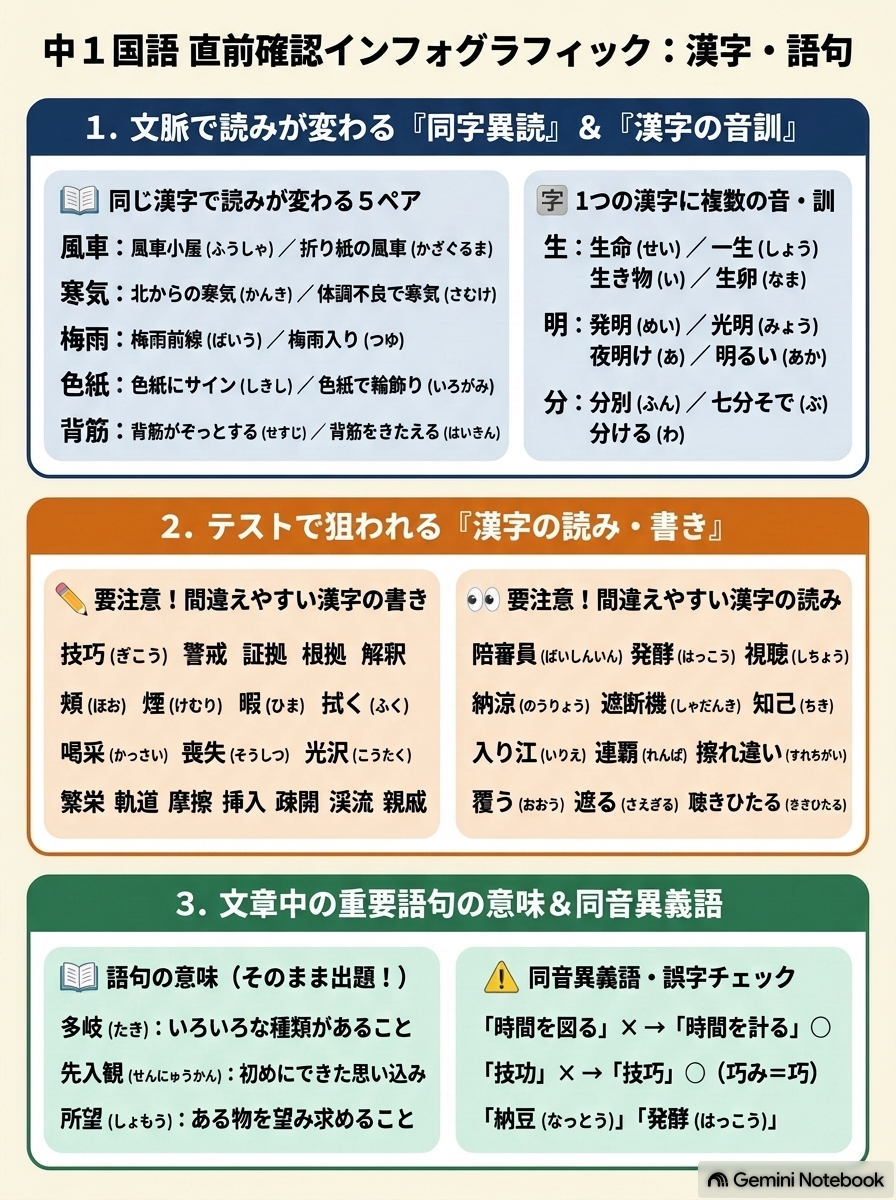 中1国語 直前確認インフォグラフィック：漢字・語句
1. 文脈で読みが変わる『同字異読』＆『漢字の音訓』
同じ漢字で読みが変わる5ペア
風車：風車小屋 (ふうしゃ) ／ 折り紙の風車 (かざぐるま)
寒気：北からの寒気 (かんき) ／ 体調不良で寒気 (さむけ)
梅雨：梅雨前線 (ばいう) ／ 梅雨入り (つゆ)
色紙：色紙にサイン (しきし) ／ 色紙で輪飾り (いろがみ)
背筋：背筋がぞっとする (せすじ) ／ 背筋をきたえる (はいきん)
字 1つの漢字に複数の音・訓
生：生命 (せい) ／ 一生 (しょう)
生き物 (い) ／ 生卵 (なま)
明：発明 (めい) ／ 光明 (みょう)
夜明け (あ) ／ 明るい (あか)
分：分別 (ふん) ／ 七分そで (ぶ)
分ける (わ)
2. テストで狙われる『漢字の読み・書き』
要注意！間違えやすい漢字の書き
技巧 (ぎこう) 警戒 証拠 根拠 解釈
頬 (ほお) 煙 (けむり) 暇 (ひま) 拭く (ふく)
喝采 (かっさい) 喪失 (そうしつ) 光沢 (こうたく)
繁栄 軌道 摩擦 挿入 疎開 渓流 親戚
要注意！間違えやすい漢字の読み
陪審員 (ばいしんいん) 発酵 (はっこう) 視聴 (しちょう)
納涼 (のうりょう) 遮断機 (しゃだんき) 知己 (ちき)
入り江 (いりえ) 連覇 (れんぱ) 擦れ違い (すれちがい)
覆う (おおう) 遮る (さえぎる) 聴きひたる (ききひたる)
3. 文章中の重要語句の意味＆同音異義語
語句の意味（そのまま出題！）
多岐 (たき)：いろいろな種類があること
先入観 (せんにゅうかん)：初めにできた思い込み
所望 (しょもう)：ある物を望み求めること
同音異義語・誤字チェック
「時間を図る」×→「時間を計る」○
「技功」×→「技巧」○（巧み＝巧）
「納豆 (なっとう)」「発酵 (はっこう)」
Gemini Notebook